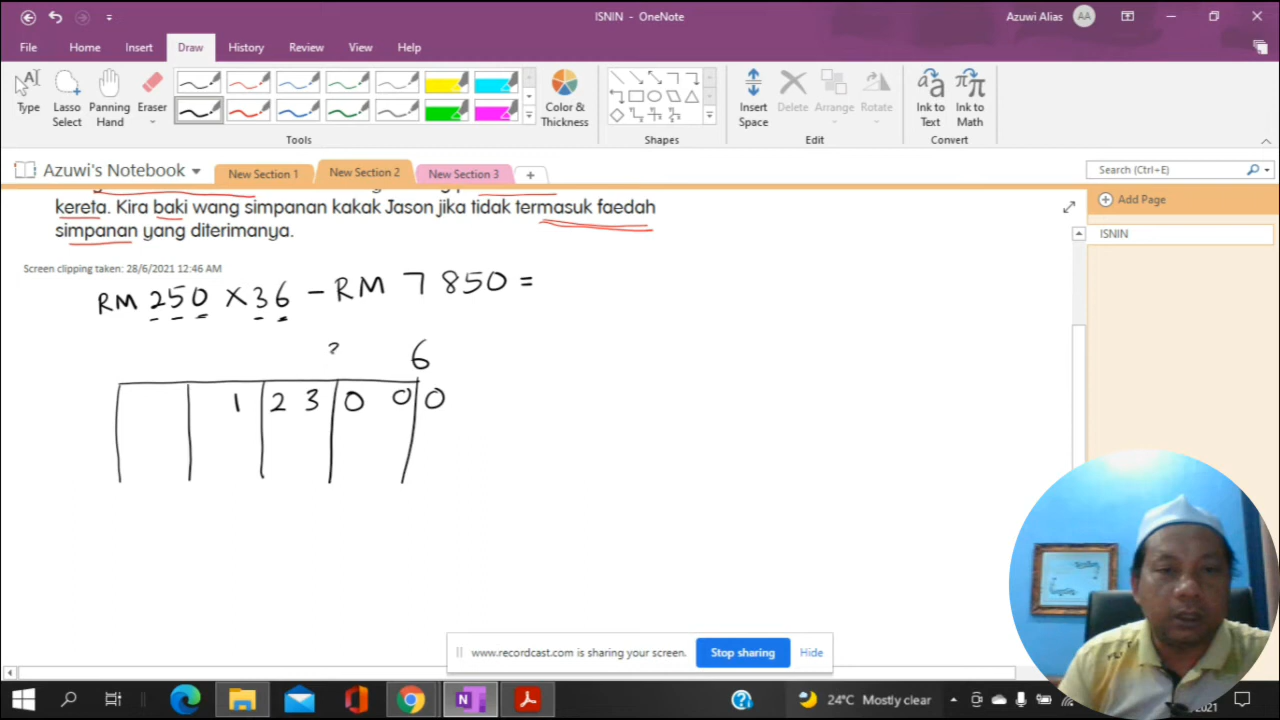 ISNIN - OneNote
Azuwi Alias
AA
File Home Insert Draw History Review View Help
Type
Lasso Select
Panning Hand
Eraser
Color & Thickness
Insert Space
Delete
Arrange
Rotate
Ink to Text
Ink to Math
Tools
Shapes
Edit
Convert
Azuwi's Notebook
New Section 1
New Section 2
New Section 3
Search (Ctrl+E)
Add Page
ISNIN
kereta. Kira baki wang simpanan kakak Jason jika tidak termasuk faedah
simpanan yang diterimanya.
Screen clipping taken: 28/6/2021 12:46 AM
RM 250 × 36 - RM 7 850 =
6
1 2 3 0 0 0
www.recordcast.com is sharing your screen.
Stop sharing
Hide
24°C Mostly clear